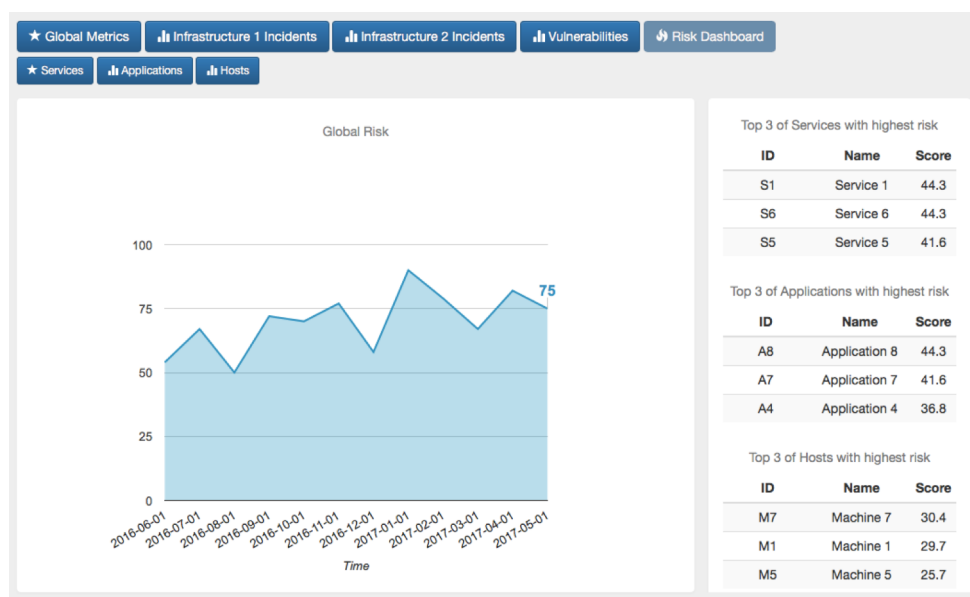 Global Metrics Infrastructure 1 Incidents Infrastructure 2 Incidents Vulnerabilities Risk Dashboard
Services Applications Hosts
Global Risk
100
75
50
25
0
75
2016-06-01 2016-07-01 2016-08-01 2016-09-01 2016-10-01 2016-11-01 2016-12-01 2017-01-01 2017-02-01 2017-03-01 2017-04-01 2017-05-01
Time
Top 3 of Services with highest risk
ID Name Score
S1 Service 1 44.3
S6 Service 6 44.3
S5 Service 5 41.6
Top 3 of Applications with highest risk
ID Name Score
A8 Application 8 44.3
A7 Application 7 41.6
A4 Application 4 36.8
Top 3 of Hosts with highest risk
ID Name Score
M7 Machine 7 30.4
M1 Machine 1 29.7
M5 Machine 5 25.7